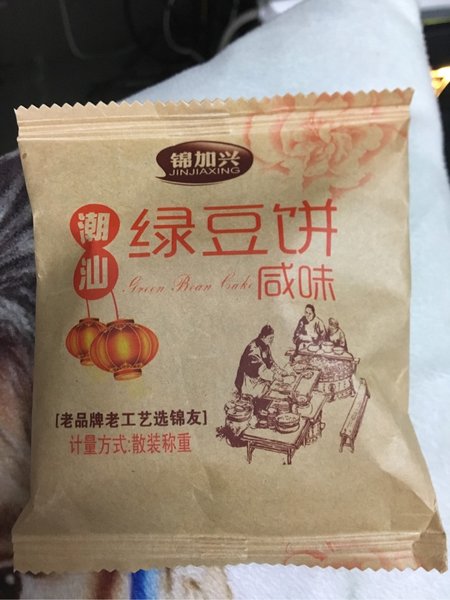 锦加兴
JINJIAXING
潮汕
绿豆饼
Green Bean Cake
咸味
[老品牌老工艺选锦友]
计量方式:散装称重